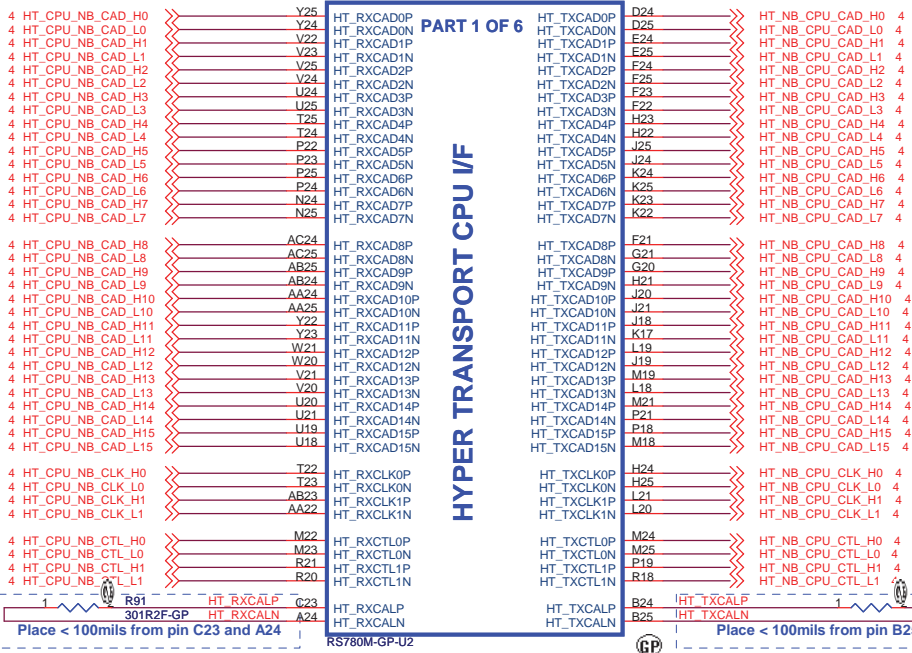 PART 1 OF 6
HYPER TRANSPORT CPU I/F
4 HT_CPU_NB_CAD_H0 Y25 HT_RXCAD0P HT_TXCAD0P D24 HT_NB_CPU_CAD_H0 4
4 HT_CPU_NB_CAD_L0 Y24 HT_RXCAD0N HT_TXCAD0N D25 HT_NB_CPU_CAD_L0 4
4 HT_CPU_NB_CAD_H1 V22 HT_RXCAD1P HT_TXCAD1P E24 HT_NB_CPU_CAD_H1 4
4 HT_CPU_NB_CAD_L1 V23 HT_RXCAD1N HT_TXCAD1N E25 HT_NB_CPU_CAD_L1 4
4 HT_CPU_NB_CAD_H2 V25 HT_RXCAD2P HT_TXCAD2P F24 HT_NB_CPU_CAD_H2 4
4 HT_CPU_NB_CAD_L2 V24 HT_RXCAD2N HT_TXCAD2N F25 HT_NB_CPU_CAD_L2 4
4 HT_CPU_NB_CAD_H3 U24 HT_RXCAD3P HT_TXCAD3P F23 HT_NB_CPU_CAD_H3 4
4 HT_CPU_NB_CAD_L3 U25 HT_RXCAD3N HT_TXCAD3N F22 HT_NB_CPU_CAD_L3 4
4 HT_CPU_NB_CAD_H4 T25 HT_RXCAD4P HT_TXCAD4P H23 HT_NB_CPU_CAD_H4 4
4 HT_CPU_NB_CAD_L4 T24 HT_RXCAD4N HT_TXCAD4N H22 HT_NB_CPU_CAD_L4 4
4 HT_CPU_NB_CAD_H5 P22 HT_RXCAD5P HT_TXCAD5P J25 HT_NB_CPU_CAD_H5 4
4 HT_CPU_NB_CAD_L5 P23 HT_RXCAD5N HT_TXCAD5N J24 HT_NB_CPU_CAD_L5 4
4 HT_CPU_NB_CAD_H6 P25 HT_RXCAD6P HT_TXCAD6P K24 HT_NB_CPU_CAD_H6 4
4 HT_CPU_NB_CAD_L6 P24 HT_RXCAD6N HT_TXCAD6N K25 HT_NB_CPU_CAD_L6 4
4 HT_CPU_NB_CAD_H7 N24 HT_RXCAD7P HT_TXCAD7P K23 HT_NB_CPU_CAD_H7 4
4 HT_CPU_NB_CAD_L7 N25 HT_RXCAD7N HT_TXCAD7N K22 HT_NB_CPU_CAD_L7 4
4 HT_CPU_NB_CAD_H8 AC24 HT_RXCAD8P HT_TXCAD8P F21 HT_NB_CPU_CAD_H8 4
4 HT_CPU_NB_CAD_L8 AC25 HT_RXCAD8N HT_TXCAD8N G21 HT_NB_CPU_CAD_L8 4
4 HT_CPU_NB_CAD_H9 AB25 HT_RXCAD9P HT_TXCAD9P G20 HT_NB_CPU_CAD_H9 4
4 HT_CPU_NB_CAD_L9 AB24 HT_RXCAD9N HT_TXCAD9N H21 HT_NB_CPU_CAD_L9 4
4 HT_CPU_NB_CAD_H10 AA24 HT_RXCAD10P HT_TXCAD10P J20 HT_NB_CPU_CAD_H10 4
4 HT_CPU_NB_CAD_L10 AA25 HT_RXCAD10N HT_TXCAD10N J21 HT_NB_CPU_CAD_L10 4
4 HT_CPU_NB_CAD_H11 Y22 HT_RXCAD11P HT_TXCAD11P J18 HT_NB_CPU_CAD_H11 4
4 HT_CPU_NB_CAD_L11 Y23 HT_RXCAD11N HT_TXCAD11N K17 HT_NB_CPU_CAD_L11 4
4 HT_CPU_NB_CAD_H12 W21 HT_RXCAD12P HT_TXCAD12P L19 HT_NB_CPU_CAD_H12 4
4 HT_CPU_NB_CAD_L12 W20 HT_RXCAD12N HT_TXCAD12N J19 HT_NB_CPU_CAD_L12 4
4 HT_CPU_NB_CAD_H13 V21 HT_RXCAD13P HT_TXCAD13P M19 HT_NB_CPU_CAD_H13 4
4 HT_CPU_NB_CAD_L13 V20 HT_RXCAD13N HT_TXCAD13N L18 HT_NB_CPU_CAD_L13 4
4 HT_CPU_NB_CAD_H14 U20 HT_RXCAD14P HT_TXCAD14P M21 HT_NB_CPU_CAD_H14 4
4 HT_CPU_NB_CAD_L14 U21 HT_RXCAD14N HT_TXCAD14N P21 HT_NB_CPU_CAD_L14 4
4 HT_CPU_NB_CAD_H15 U19 HT_RXCAD15P HT_TXCAD15P P18 HT_NB_CPU_CAD_H15 4
4 HT_CPU_NB_CAD_L15 U18 HT_RXCAD15N HT_TXCAD15N M18 HT_NB_CPU_CAD_L15 4
4 HT_CPU_NB_CLK_H0 T22 HT_RXCLK0P HT_TXCLK0P H24 HT_NB_CPU_CLK_H0 4
4 HT_CPU_NB_CLK_L0 T23 HT_RXCLK0N HT_TXCLK0N H25 HT_NB_CPU_CLK_L0 4
4 HT_CPU_NB_CLK_H1 AB23 HT_RXCLK1P HT_TXCLK1P L21 HT_NB_CPU_CLK_H1 4
4 HT_CPU_NB_CLK_L1 AA22 HT_RXCLK1N HT_TXCLK1N L20 HT_NB_CPU_CLK_L1 4
4 HT_CPU_NB_CTL_H0 M22 HT_RXCTL0P HT_TXCTL0P M24 HT_NB_CPU_CTL_H0 4
4 HT_CPU_NB_CTL_L0 M23 HT_RXCTL0N HT_TXCTL0N M25 HT_NB_CPU_CTL_L0 4
4 HT_CPU_NB_CTL_H1 R21 HT_RXCTL1P HT_TXCTL1P P19 HT_NB_CPU_CTL_H1 4
4 HT_CPU_NB_CTL_L1 R20 HT_RXCTL1N HT_TXCTL1N R18 HT_NB_CPU_CTL_L1 4
1 2 R91 HT_RXCALP C23 HT_RXCALP HT_TXCALP B24 HT_TXCALP 1
301R2F-GP HT_RXCALN A24 HT_RXCALN HT_TXCALN B25 HT_TXCALN
Place < 100mils from pin C23 and A24
Place < 100mils from pin B2
RS780M-GP-U2
GP